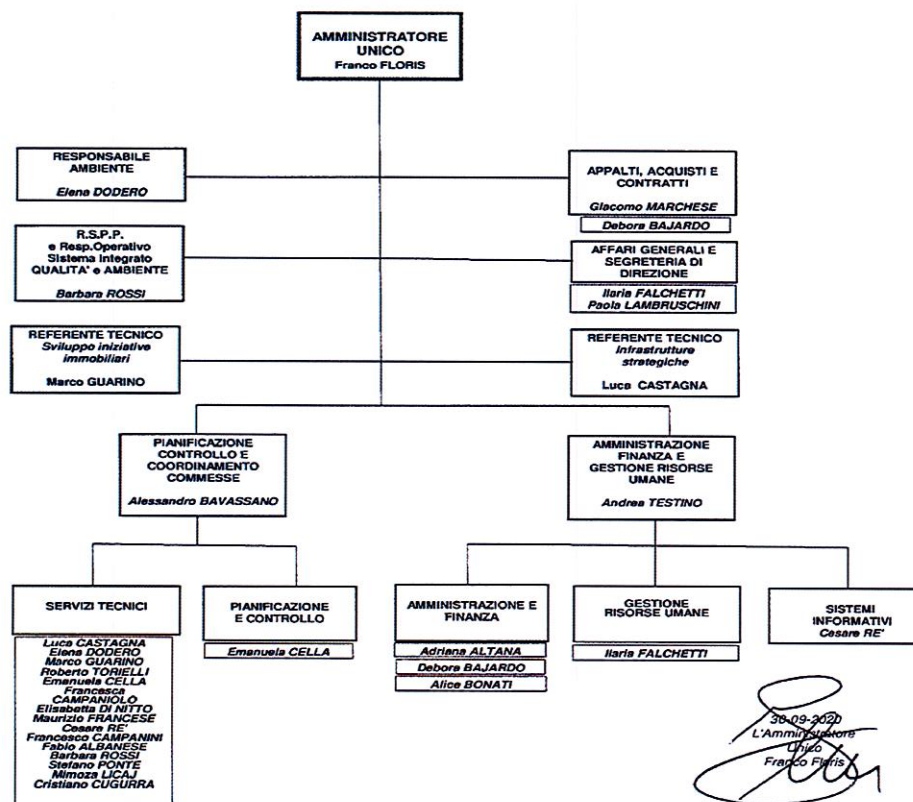 AMMINISTRATORE
UNICO
Franco FLORIS
RESPONSABILE
AMBIENTE
Elena DODERO
APPALTI, ACQUISTI E
CONTRATTI
Giacomo MARCHESE
Debora BAJARDO
R.S.P.P.
e Resp.Operativo
Sistema Integrato
QUALITA' e AMBIENTE
Barbara ROSSI
AFFARI GENERALI E
SEGRETERIA DI
DIREZIONE
Ilaria FALCHETTI
Paola LAMBRUSCHINI
REFERENTE TECNICO
Sviluppo iniziative
immobiliari
Marco GUARINO
REFERENTE TECNICO
Infrastrutture
strategiche
Luca CASTAGNA
PIANIFICAZIONE
CONTROLLO E
COORDINAMENTO
COMMESSE
Alessandro BAVASSANO
AMMINISTRAZIONE
FINANZA E
GESTIONE RISORSE
UMANE
Andrea TESTINO
SERVIZI TECNICI
Luca CASTAGNA
Elena DODERO
Marco GUARINO
Roberto TORIELLI
Emanuela CELLA
Francesca
CAMPANIOLO
Elisabetta DI NITTO
Maurizio FRANCESE
Cesare RE'
Francesco CAMPANINI
Fabio ALBANESE
Barbara ROSSI
Stefano PONTE
Mimoza LICAJ
Cristiano CUGURRA
PIANIFICAZIONE
E CONTROLLO
Emanuela CELLA
AMMINISTRAZIONE E
FINANZA
Adriana ALTANA
Debora BAJARDO
Alice BONATI
GESTIONE
RISORSE UMANE
Ilaria FALCHETTI
SISTEMI
INFORMATIVI
Cesare RE'
30-09-2020
L'Amministratore
Unico
Franco Floris